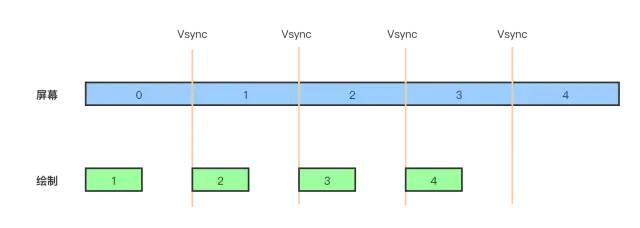 Vsync Vsync Vsync Vsync
屏幕 0 1 2 3 4
绘制 1 2 3 4